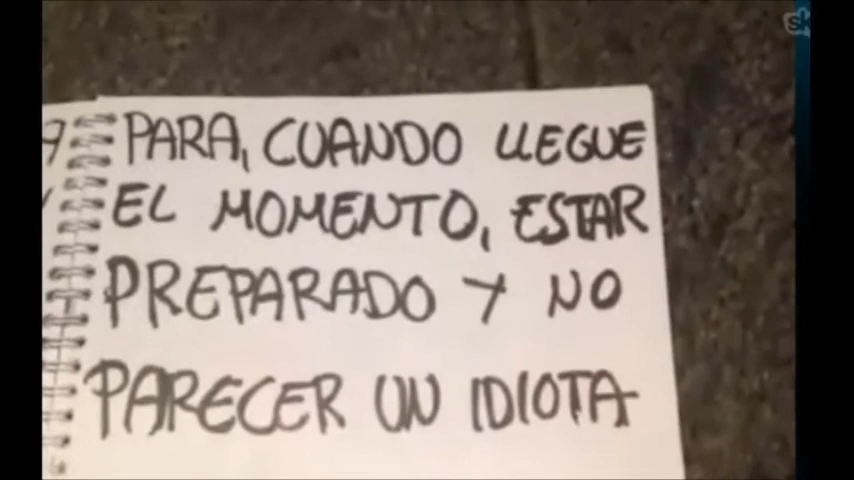 PARA, CUANDO LLEGUE
EL MOMENTO, ESTAR
PREPARADO Y NO
PARECER UN IDIOTA